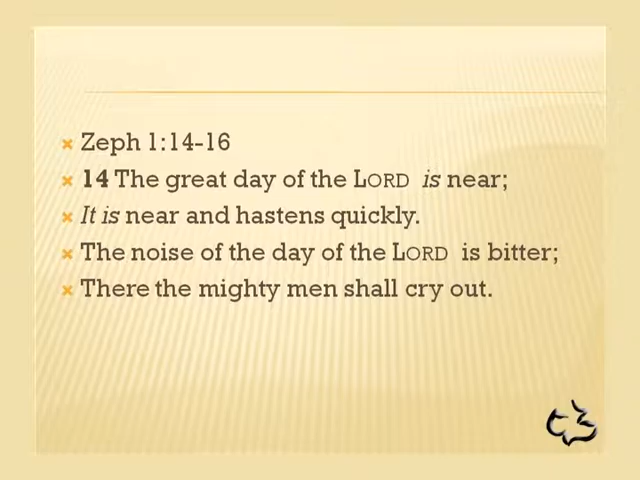 Zeph 1:14-16
14 The great day of the LORD is near;
It is near and hastens quickly.
The noise of the day of the LORD is bitter;
There the mighty men shall cry out.